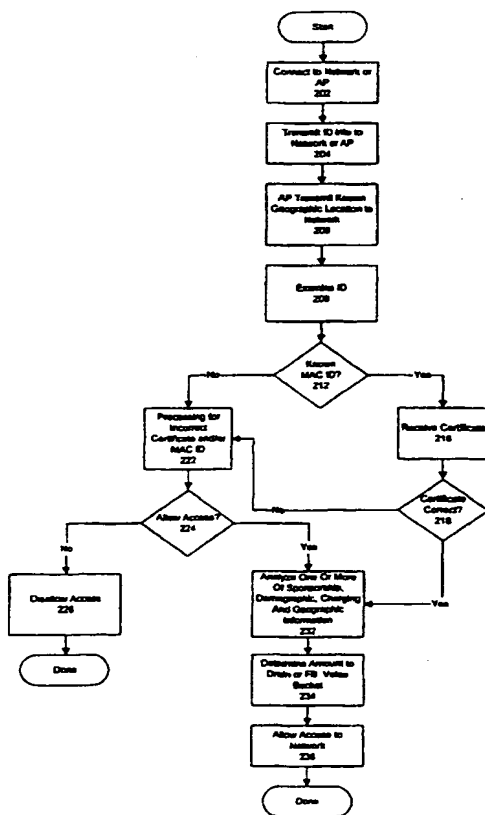 Start
Connect to Network or
AP
202
Transmit ID Info to
Network or AP
204
AP Transmit Known
Geographic Location to
Network
Examine ID
Known
MAC ID?
212
No
Yes
Processing for
Incorrect
Certificate and/or
MAC ID
222
Receive Certificate
216
Certificate
Correct?
218
No
Yes
Allow Access?
224
No
Yes
Disallow Access
226
Done
Analyze One Or More
Of Sponsorship,
Demographic, Charging
And Geographic
Information
232
Determine Amount to
Drain or Fill Value
Bucket
234
Allow Access to
Network
236
Done